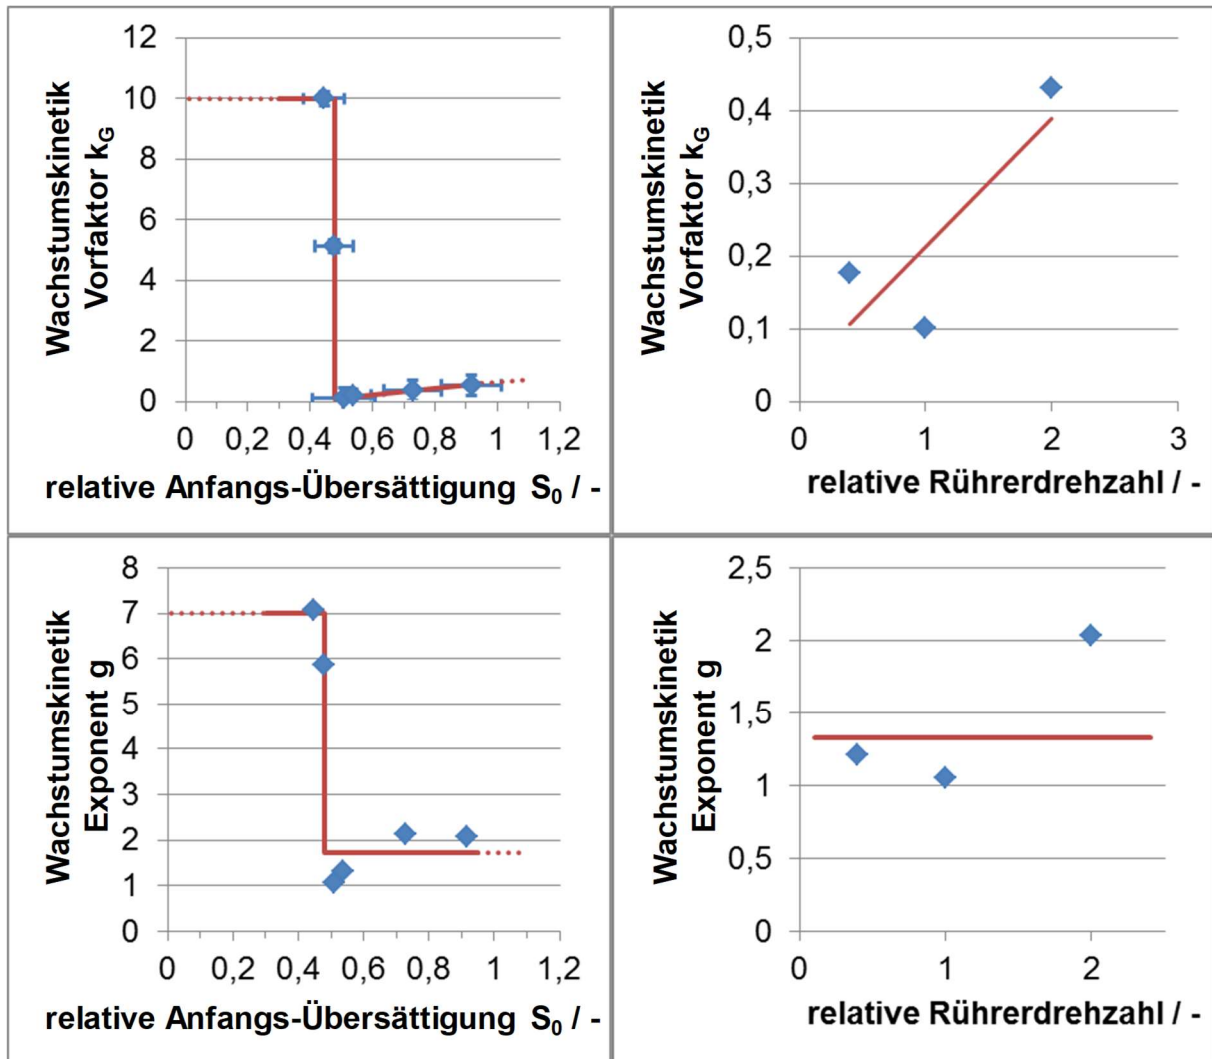 Wachstumskinetik
Vorfaktor kG
12
10
8
6
4
2
0
0 0,2 0,4 0,6 0,8 1 1,2
relative Anfangs-Übersättigung S0 / -
Wachstumskinetik
Vorfaktor kG
0,5
0,4
0,3
0,2
0,1
0
0 1 2 3
relative Rührerdrehzahl / -
Wachstumskinetik
Exponent g
8
7
6
5
4
3
2
1
0
0 0,2 0,4 0,6 0,8 1 1,2
relative Anfangs-Übersättigung S0 / -
Wachstumskinetik
Exponent g
2,5
2
1,5
1
0,5
0
0 1 2
relative Rührerdrehzahl / -